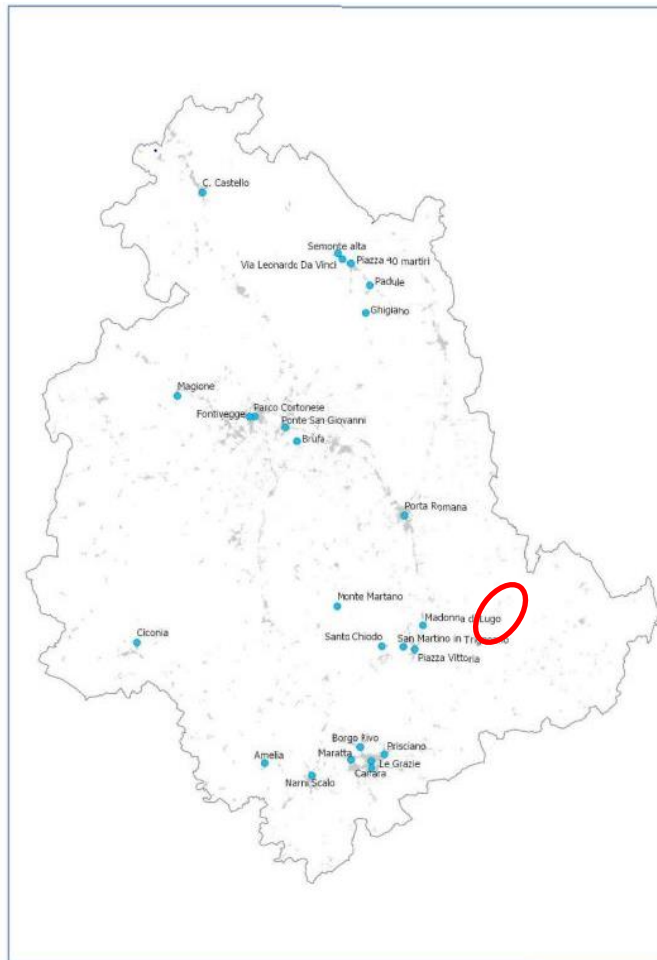 C. Castello
Semonte alta
Via Leonardo Da Vinci
Piazza 40 martiri
Padule
Ghigiano
Magione
Parco Cortonese
Fontivegge
Ponte San Giovanni
Brufa
Porta Romana
Monte Martano
Madonna di Lugo
Ciconia
Santo Chiodo
San Martino in
Piazza Vittoria
Borgo Rivo
Prisciano
Maratta
Le Grazie
Amelia
Carrara
Narni Scalo